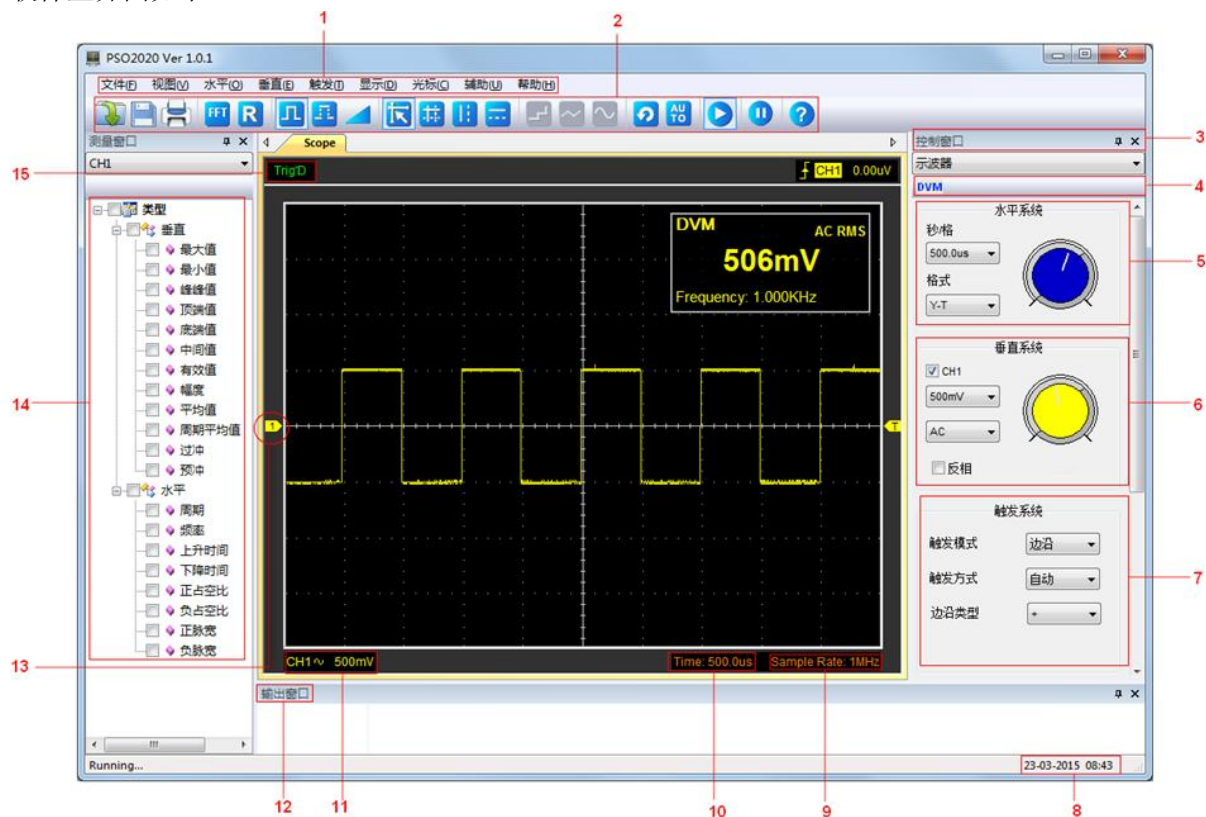 1
2
PSO2020 Ver 1.0.1
文件(F) 视图(V) 水平(O) 垂直(E) 触发(T) 显示(D) 光标(C) 辅助(U) 帮助(H)
FFT R AU TO ?
测量窗口
CH1
Scope
控制窗口
3
示波器
15
Trig'D
CH1 0.00uV
DVM
4
类型
垂直
最大值
最小值
峰峰值
顶端值
底端值
中间值
有效值
幅度
平均值
周期平均值
过冲
预冲
水平
周期
频率
上升时间
下降时间
正占空比
负占空比
正脉宽
负脉宽
14
DVM
AC RMS
506mV
Frequency: 1.000KHz
1
T
水平系统
秒/格
500.0us
格式
Y-T
5
垂直系统
CH1
500mV
AC
反相
6
触发系统
触发模式 边沿
触发方式 自动
边沿类型 +
7
13
CH1 500mV
Time: 500.0us
Sample Rate: 1MHz
输出窗口
Running...
23-03-2015 08:43
12
11
10
9
8